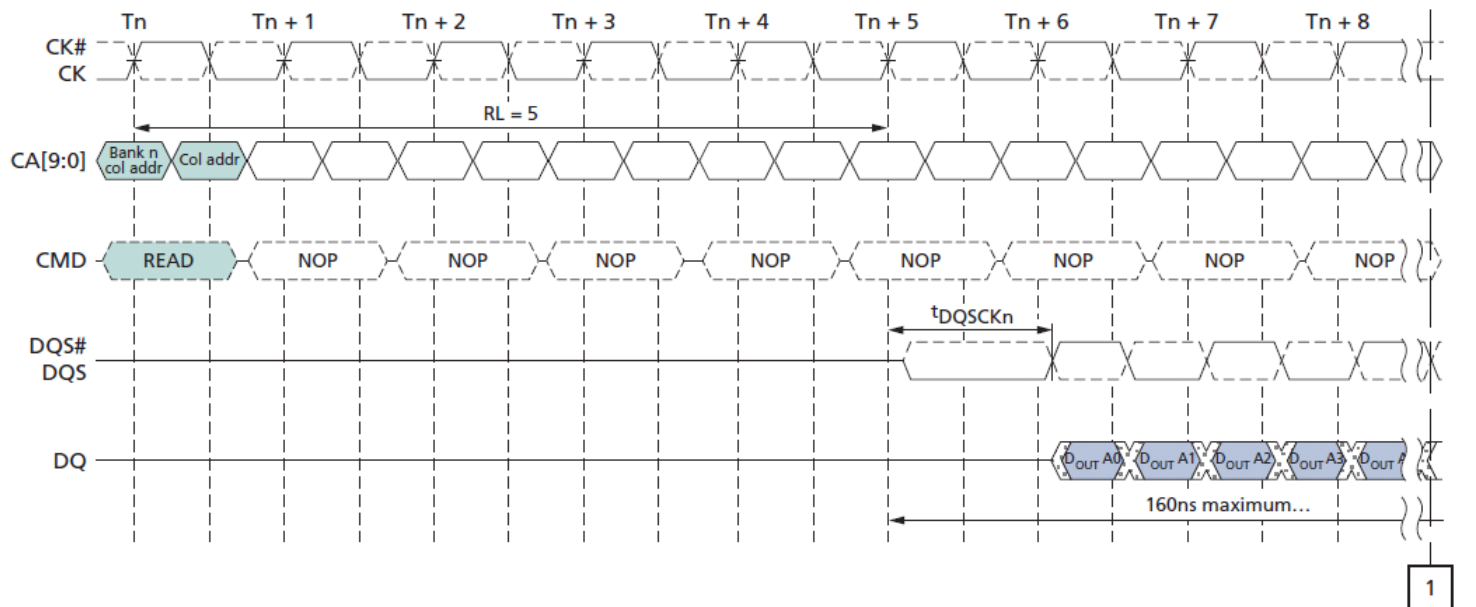 Tn Tn + 1 Tn + 2 Tn + 3 Tn + 4 Tn + 5 Tn + 6 Tn + 7 Tn + 8
CK#
CK
RL = 5
CA[9:0] Bank n col addr Col addr
CMD READ NOP NOP NOP NOP NOP NOP NOP NOP
tDQSCKn
DQS#
DQS
DQ DOUT A0 DOUT A1 DOUT A2 DOUT A3 DOUT A
160ns maximum...
1